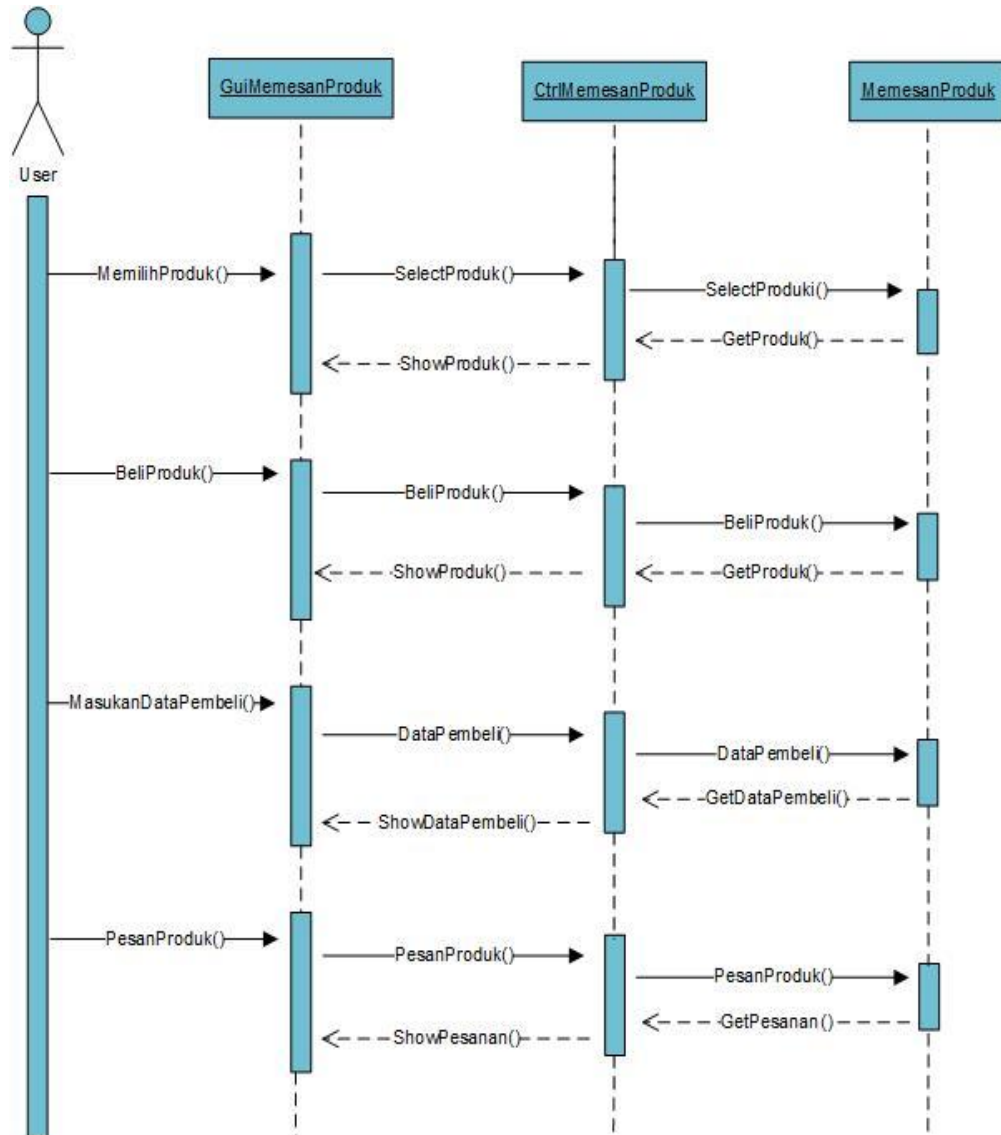 GuiMemesanProduk
CtrlMemesanProduk
MemesanProduk
User
MemilihProduk()
SelectProduk()
SelectProduki()
GetProduk()
ShowProduk()
BeliProduk()
BeliProduk()
BeliProduk()
ShowProduk()
GetProduk()
MasukanDataPembeli()
DataPembeli()
DataPembeli()
GetDataPembeli()
ShowDataPembeli()
PesanProduk()
PesanProduk()
PesanProduk()
GetPesanan()
ShowPesanan()